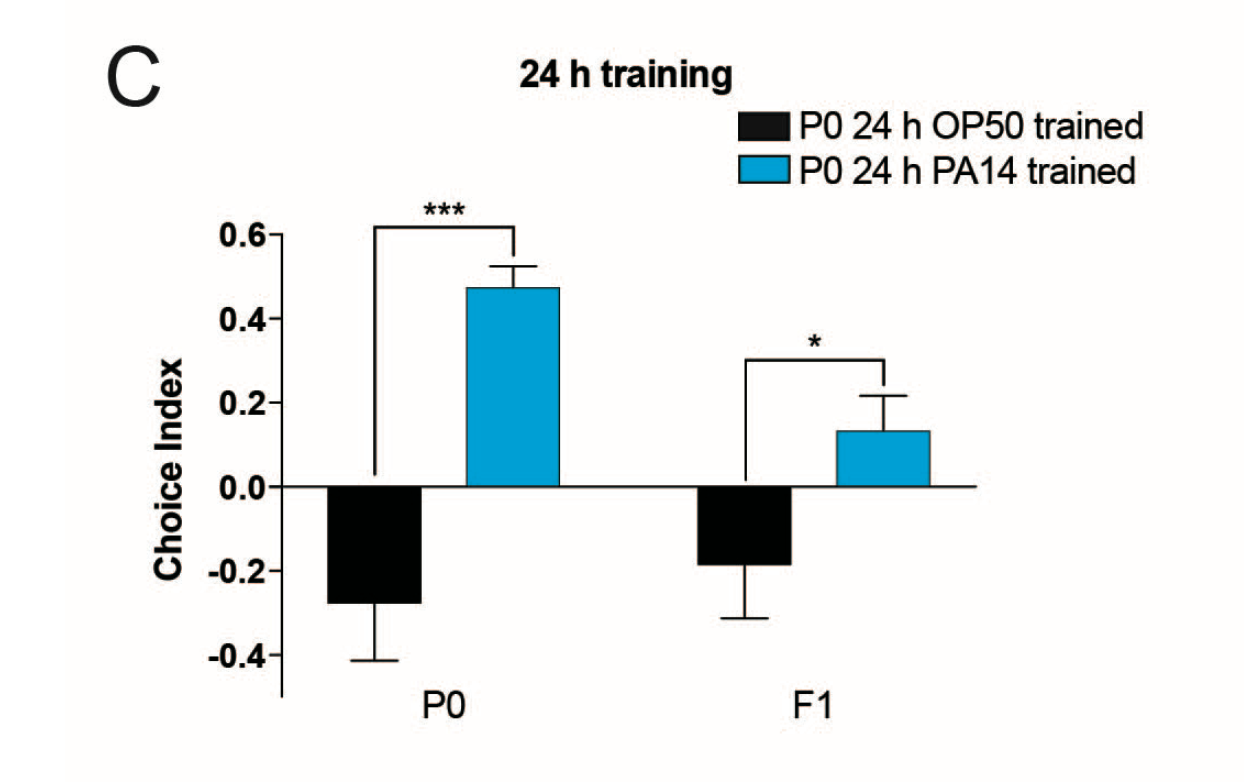 C
24 h training
P0 24 h OP50 trained
P0 24 h PA14 trained
***
*
0.6
0.4
0.2
0.0
-0.2
-0.4
Choice Index
P0 F1